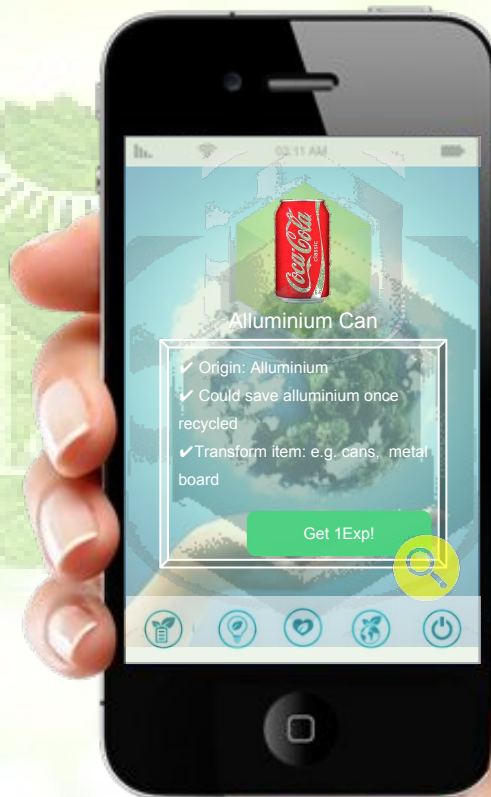 02:11 AM
Coca-Cola
CLASSIC
Alluminium Can
✔ Origin: Alluminium
✔ Could save alluminium once
recycled
✔Transform item: e.g. cans, metal
board
Get 1Exp!